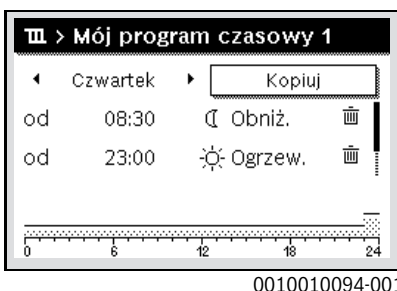 > Mój program czasowy 1
Czwartek Kopiuj
od 08:30 Obniż.
od 23:00 Ogrzew.
0 6 12 18 24
0010010094-001